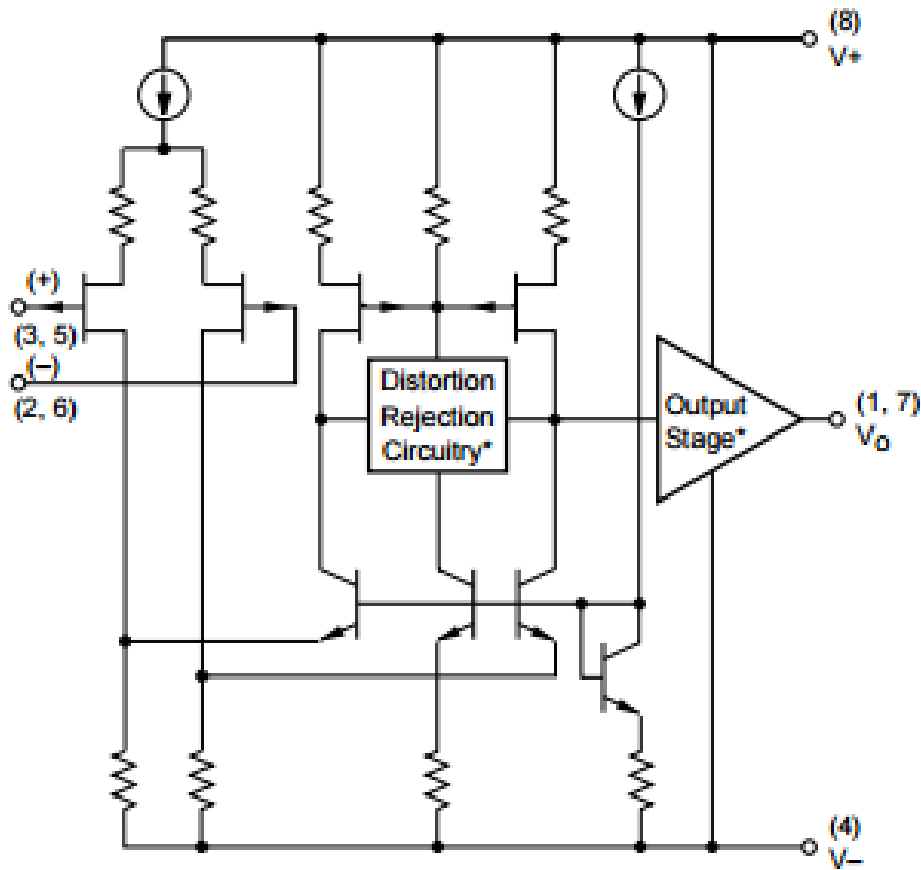 (8)
V+
(+)
(3, 5)
(–)
(2, 6)
Distortion
Rejection
Circuitry*
Output
Stage*
(1, 7)
VO
(4)
V–